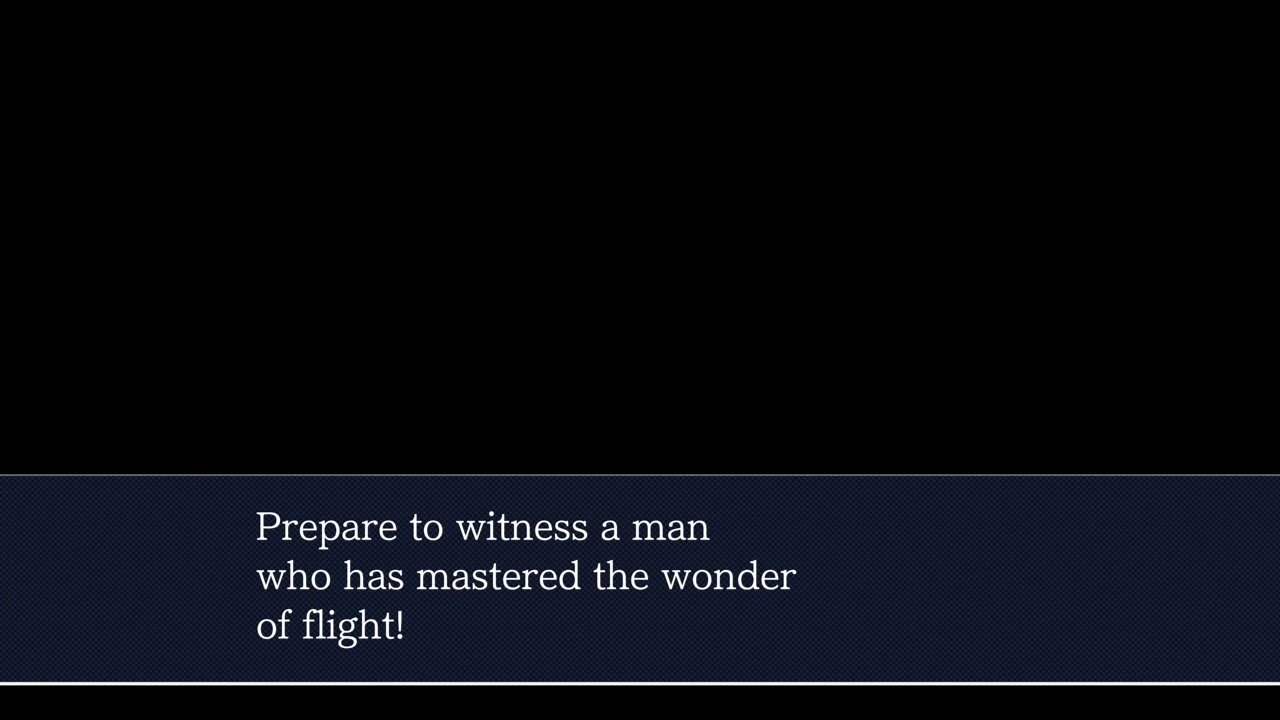 Prepare to witness a man
who has mastered the wonder
of flight!